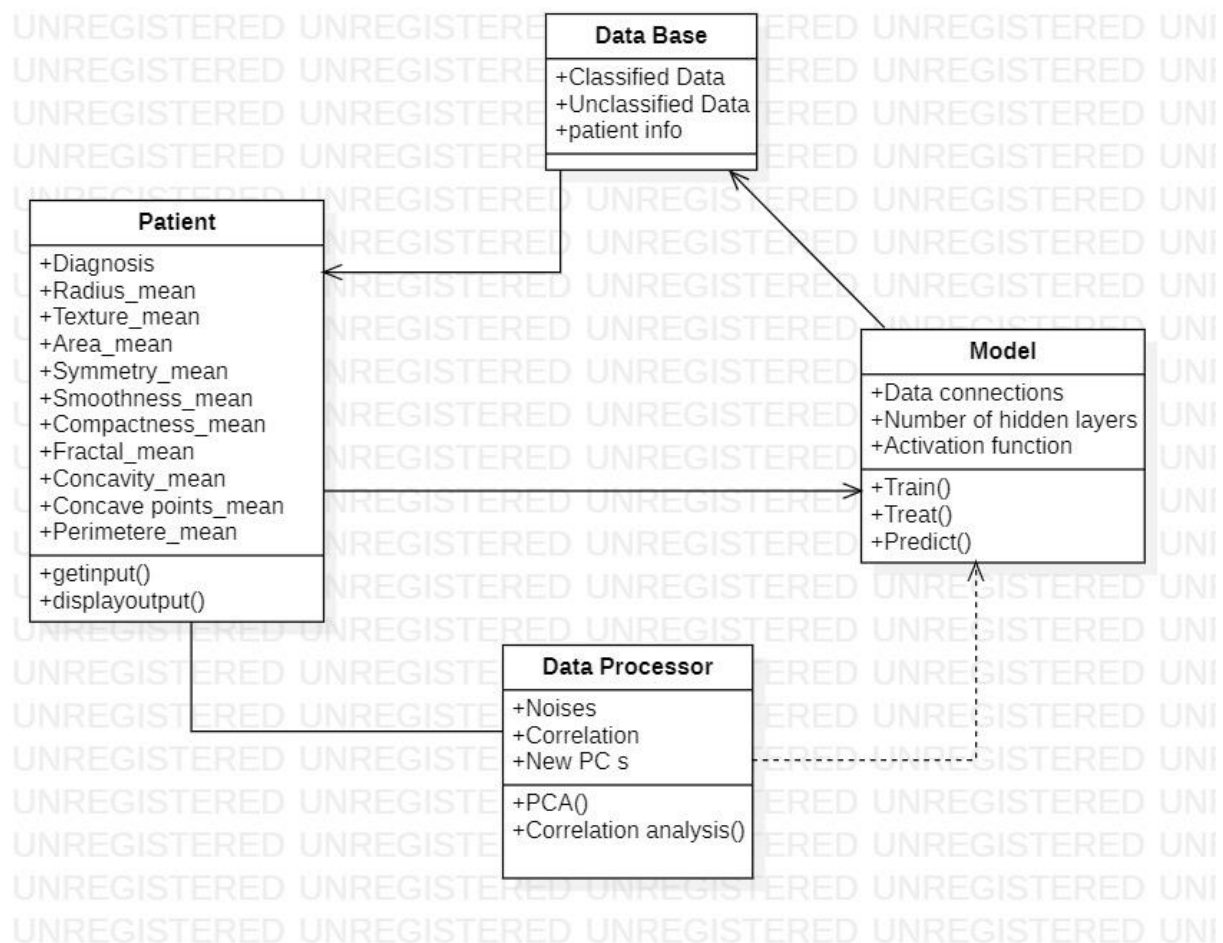 Data Base
+Classified Data
+Unclassified Data
+patient info
Patient
+Diagnosis
+Radius_mean
+Texture_mean
+Area_mean
+Symmetry_mean
+Smoothness_mean
+Compactness_mean
+Fractal_mean
+Concavity_mean
+Concave points_mean
+Perimetere_mean
+getinput()
+displayoutput()
Model
+Data connections
+Number of hidden layers
+Activation function
+Train()
+Treat()
+Predict()
Data Processor
+Noises
+Correlation
+New PC s
+PCA()
+Correlation analysis()
UNREGISTERED